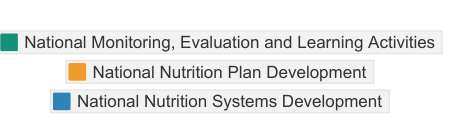 National Monitoring, Evaluation and Learning Activities
National Nutrition Plan Development
National Nutrition Systems Development